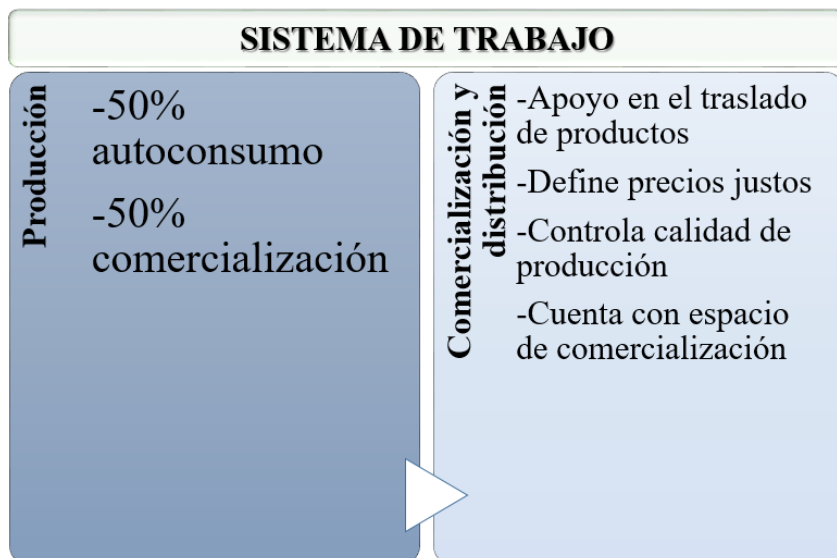 SISTEMA DE TRABAJO
Producción
-50%
autoconsumo
-50%
comercialización
Comercialización y
distribución
-Apoyo en el traslado
de productos
-Define precios justos
-Controla calidad de
producción
-Cuenta con espacio
de comercialización